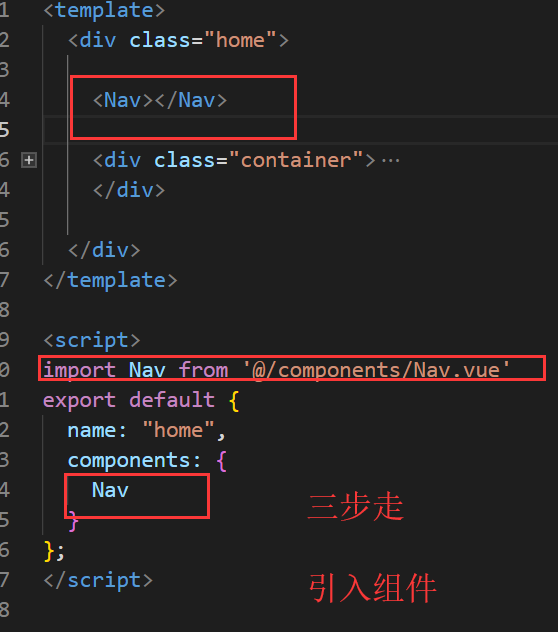 1 <template>
2 <div class="home">
3
4 <Nav></Nav>
5
6 <div class="container">…
4 </div>
5
6 </div>
7 </template>
8
9 <script>
0 import Nav from '@/components/Nav.vue'
1 export default {
2 name: "home",
3 components: {
4 Nav
5 }
6 };
7 </script>
8
三步走
引入组件